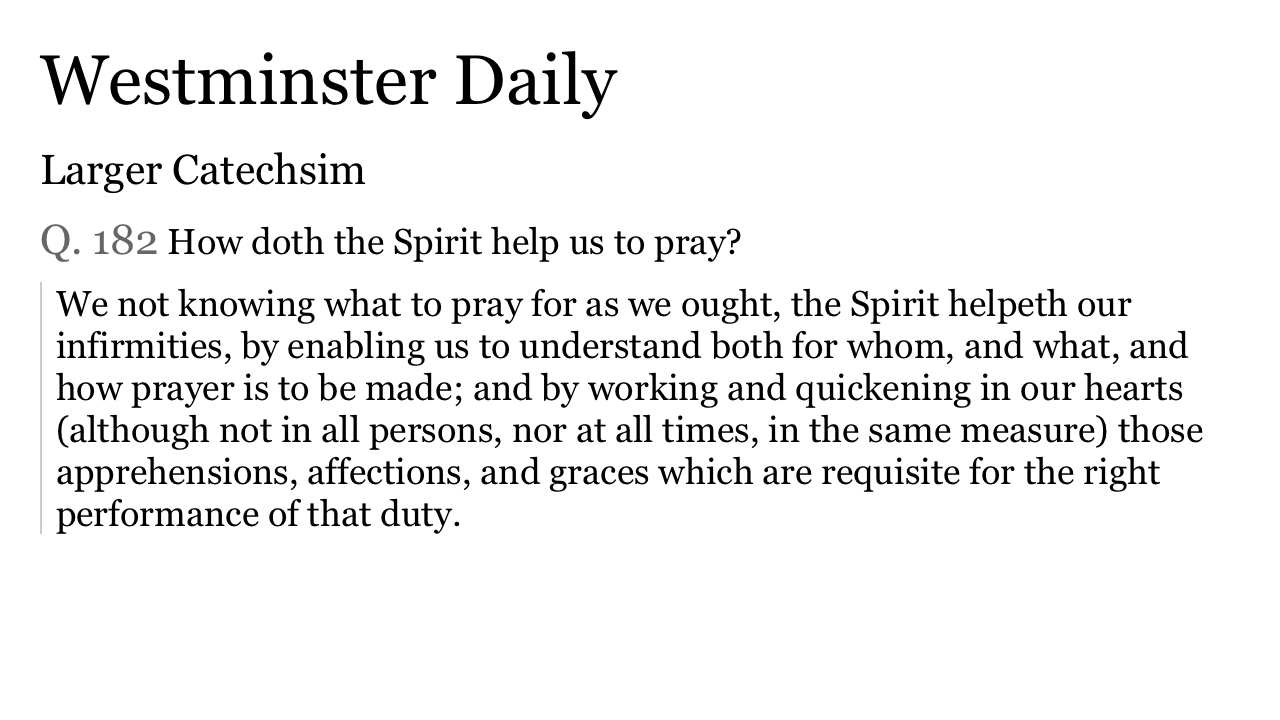 Westminster Daily
Larger Catechsim
Q. 182 How doth the Spirit help us to pray?
We not knowing what to pray for as we ought, the Spirit helpeth our
infirmities, by enabling us to understand both for whom, and what, and
how prayer is to be made; and by working and quickening in our hearts
(although not in all persons, nor at all times, in the same measure) those
apprehensions, affections, and graces which are requisite for the right
performance of that duty.